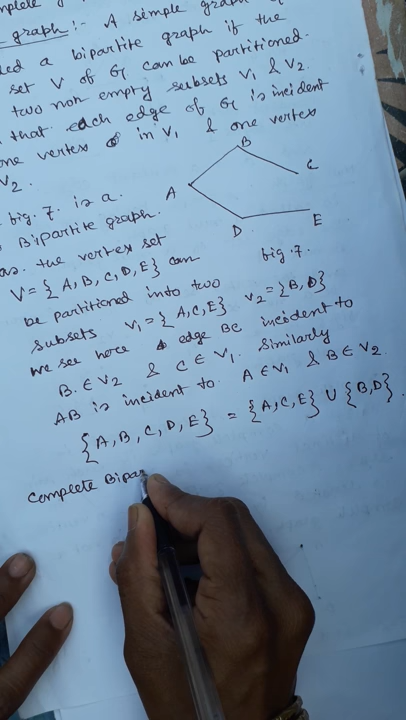 graph :- A simple graph
a bipartite graph if the
set V of G can be partitioned
two non empty subsets V1 & V2
that each edge of G is incident
one vertex in V1 & one vertex
V2.
fig. 7. is a
Bipartite graph.
as the vertex set
V = { A, B, C, D, E } can
be partitioned into two
subsets V1 = { A, C, E } V2 = { B, D }
we see here edge BC incident to
B ∈ V2 & C ∈ V1. Similarly
AB is incident to A ∈ V1 & B ∈ V2
{ A, B, C, D, E } = { A, C, E } U { B, D }.
Complete Bipar
A
B
C
D
E
fig. 7.